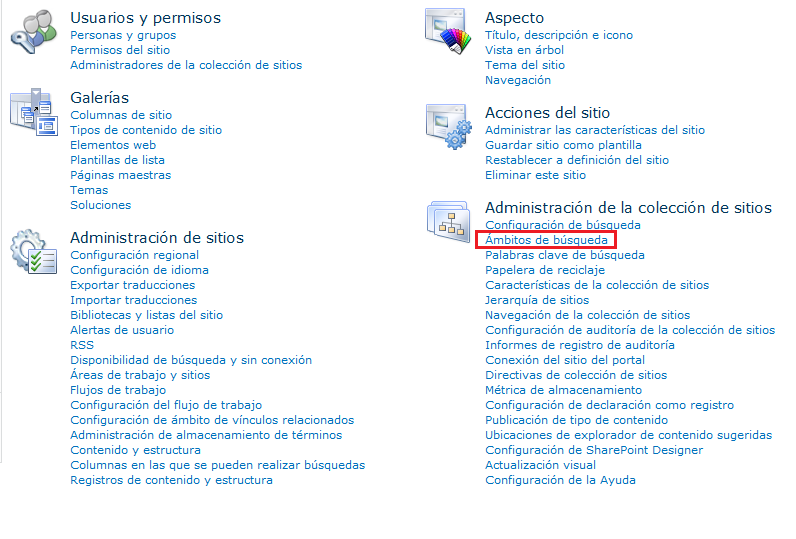 Usuarios y permisos
Personas y grupos
Permisos del sitio
Administradores de la colección de sitios
Galerías
Columnas de sitio
Tipos de contenido de sitio
Elementos web
Plantillas de lista
Páginas maestras
Temas
Soluciones
Administración de sitios
Configuración regional
Configuración de idioma
Exportar traducciones
Importar traducciones
Bibliotecas y listas del sitio
Alertas de usuario
RSS
Disponibilidad de búsqueda y sin conexión
Áreas de trabajo y sitios
Flujos de trabajo
Configuración del flujo de trabajo
Configuración de ámbito de vínculos relacionados
Administración de almacenamiento de términos
Contenido y estructura
Columnas en las que se pueden realizar búsquedas
Registros de contenido y estructura
Aspecto
Título, descripción e icono
Vista en árbol
Tema del sitio
Navegación
Acciones del sitio
Administrar las características del sitio
Guardar sitio como plantilla
Restablecer a definición del sitio
Eliminar este sitio
Administración de la colección de sitios
Configuración de búsqueda
Ámbitos de búsqueda
Palabras clave de búsqueda
Papelera de reciclaje
Características de la colección de sitios
Jerarquía de sitios
Navegación de la colección de sitios
Configuración de auditoría de la colección de sitios
Informes de registro de auditoría
Conexión del sitio del portal
Directivas de colección de sitios
Métrica de almacenamiento
Configuración de declaración como registro
Publicación de tipo de contenido
Ubicaciones de explorador de contenido sugeridas
Configuración de SharePoint Designer
Actualización visual
Configuración de la Ayuda